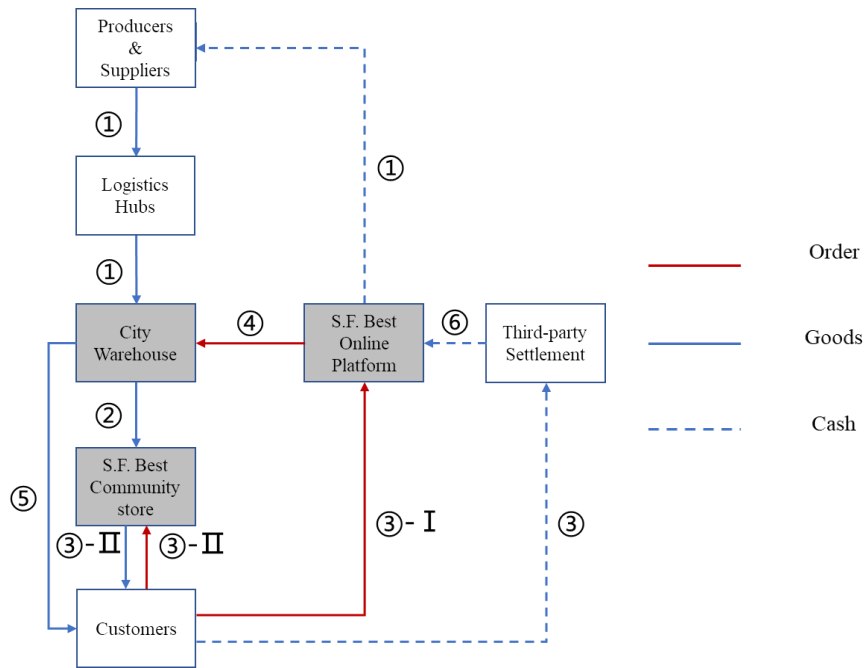 Producers
&
Suppliers
①
①
Logistics
Hubs
Order
①
City
Warehouse
④
S.F. Best
Online
Platform
⑥
Third-party
Settlement
Goods
②
Cash
S.F. Best
Community
store
⑤
③-Ⅱ
③-Ⅱ
③-Ⅰ
③
Customers